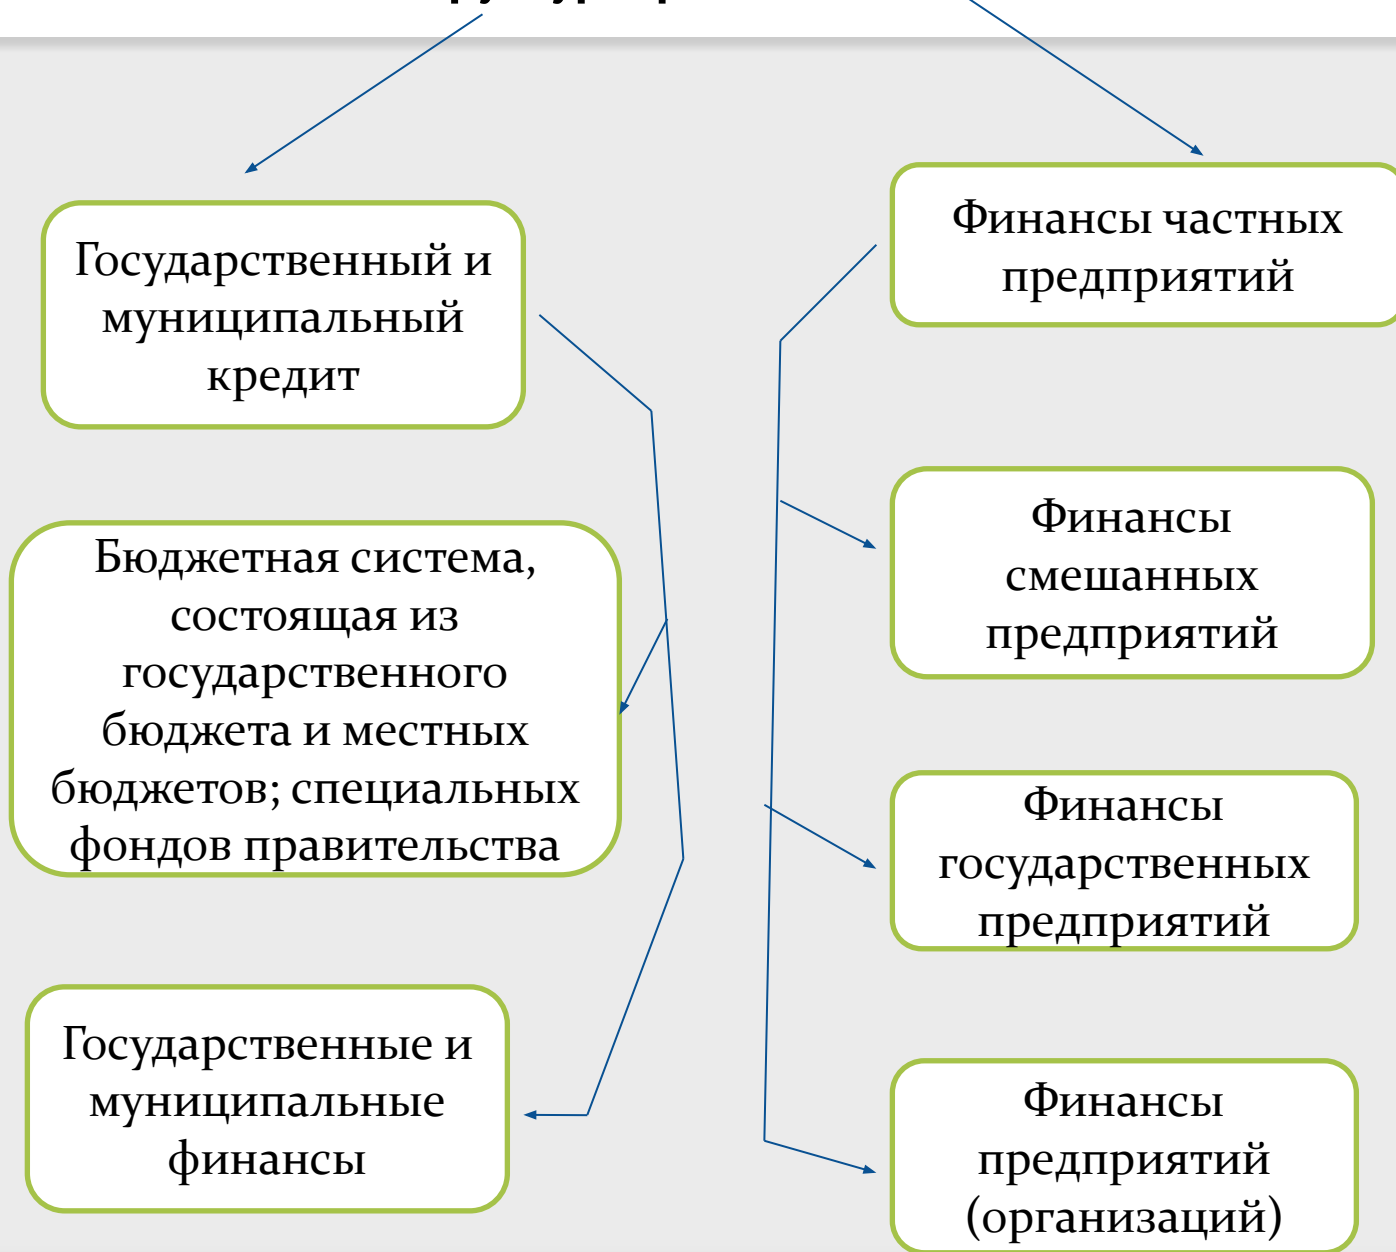 Государственный и
муниципальный
кредит
Бюджетная система,
состоящая из
государственного
бюджета и местных
бюджетов; специальных
фондов правительства
Государственные и
муниципальные
финансы
Финансы частных
предприятий
Финансы
смешанных
предприятий
Финансы
государственных
предприятий
Финансы
предприятий
(организаций)